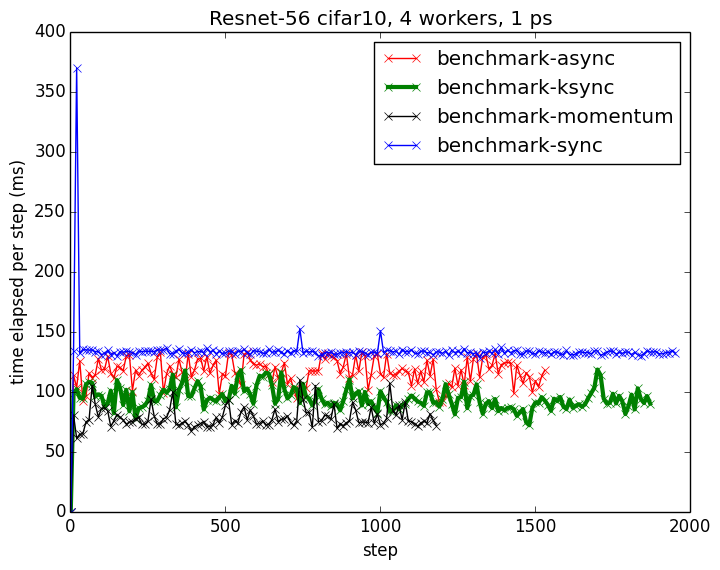 Resnet-56 cifar10, 4 workers, 1 ps
400
350
300
250
200
150
100
50
0
time elapsed per step (ms)
benchmark-async
benchmark-ksync
benchmark-momentum
benchmark-sync
0 500 1000 1500 2000
step